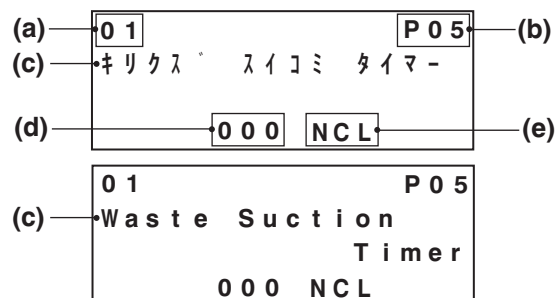 (a) 01 P05 (b)
(c) キリクズ スイコミ タイマー
(d) 000 NCL (e)
01 P05
(c) Waste Suction
Timer
000 NCL